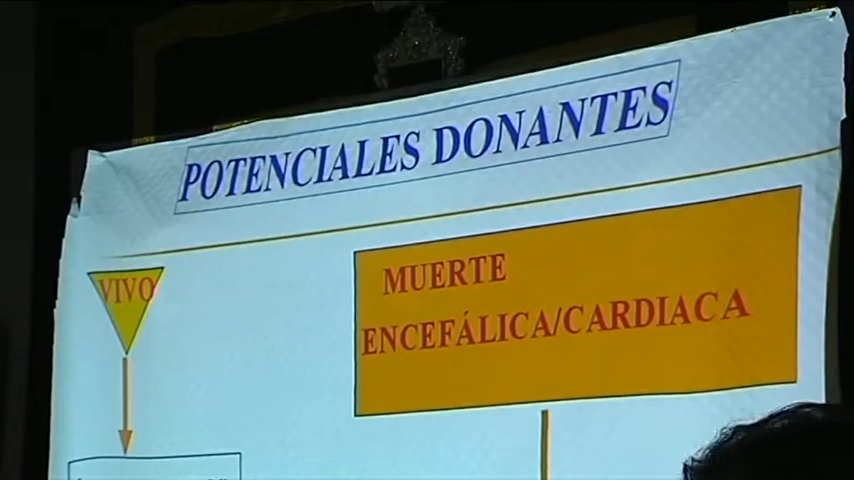 POTENCIALES DONANTES
VIVO
MUERTE
ENCEFÁLICA/CARDIACA